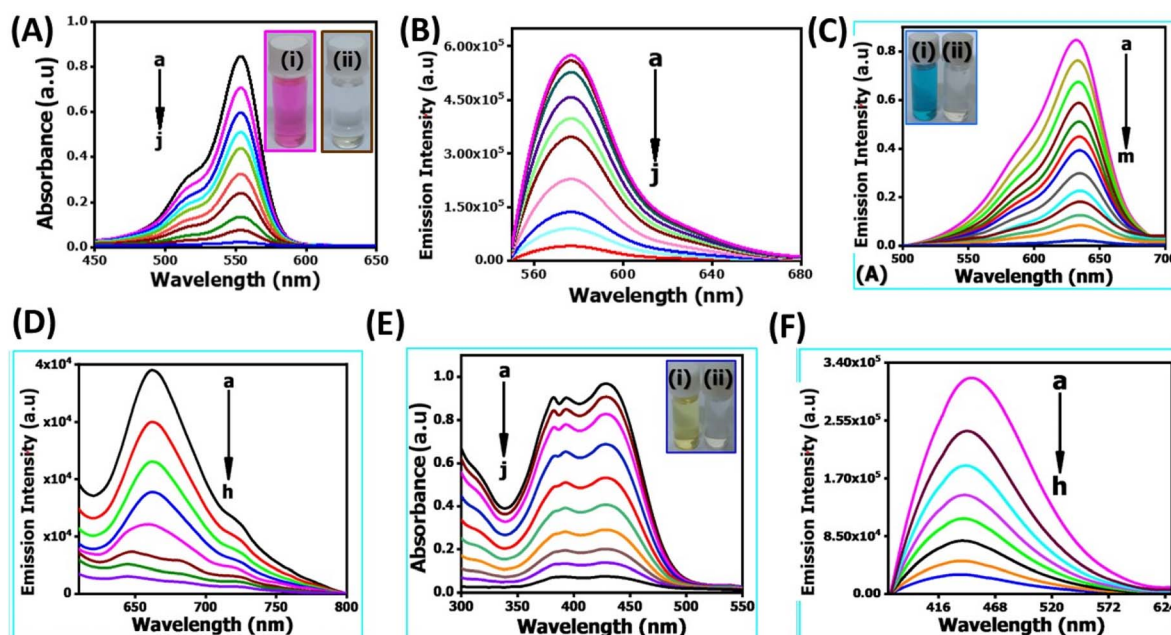 (A)
1.0
0.8
0.6
0.4
0.2
0.0
Absorbance (a.u)
a
j
(i) (ii)
450 500 550 600 650
Wavelength (nm)
(B)
6.00x10⁵
4.50x10⁵
3.00x10⁵
1.50x10⁵
0.00
Emission Intensity (a.u)
a
j
560 600 640 680
Wavelength (nm)
(C)
0.8
0.6
0.4
0.2
0.0
Emission Intensity (a.u)
(i) (ii)
a
m
500 550 600 650 700
(A) Wavelength (nm)
(D)
4x10⁴
x10⁴
x10⁴
x10⁴
0
Emission Intensity (a.u)
a
h
650 700 750 800
Wavelength (nm)
(E)
1.0
0.8
0.6
0.4
0.2
0.0
Absorbance (a.u)
a
j
(i) (ii)
300 350 400 450 500 550
Wavelength (nm)
(F)
3.40x10⁵
2.55x10⁵
1.70x10⁵
8.50x10⁴
0.00
Emission Intensity (a.u)
a
h
416 468 520 572 624
Wavelength (nm)